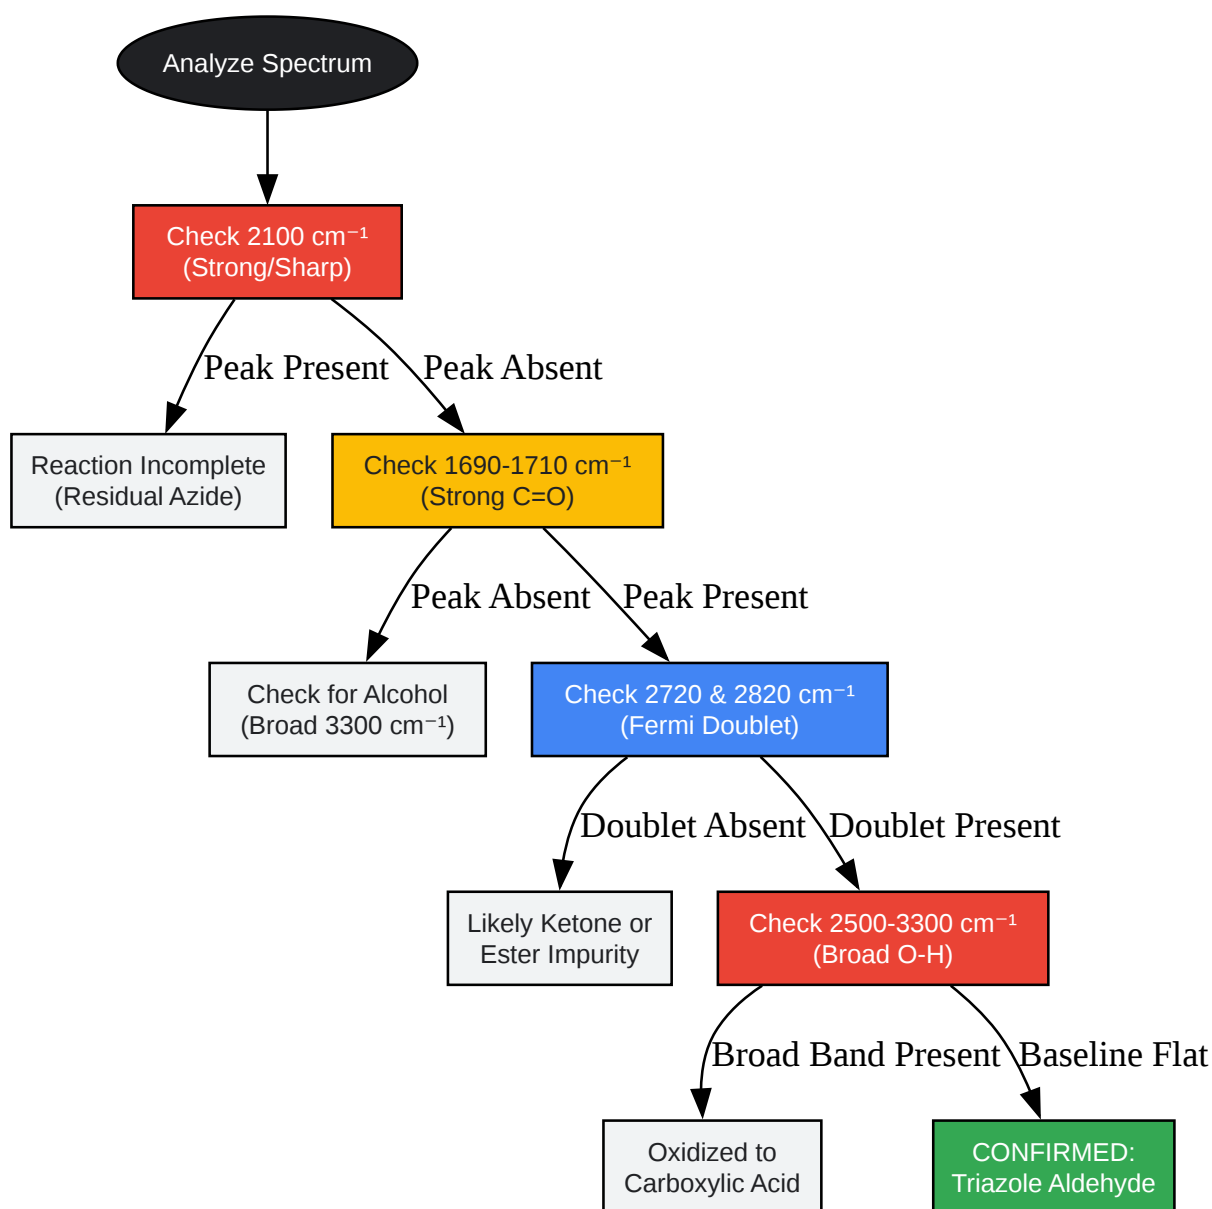 Analyze Spectrum
Check 2100 cm⁻¹
(Strong/Sharp)
Peak Present
Peak Absent
Reaction Incomplete
(Residual Azide)
Check 1690-1710 cm⁻¹
(Strong C=O)
Peak Absent
Peak Present
Check for Alcohol
(Broad 3300 cm⁻¹)
Check 2720 & 2820 cm⁻¹
(Fermi Doublet)
Doublet Absent
Doublet Present
Likely Ketone or
Ester Impurity
Check 2500-3300 cm⁻¹
(Broad O-H)
Broad Band Present
Baseline Flat
Oxidized to
Carboxylic Acid
CONFIRMED:
Triazole Aldehyde